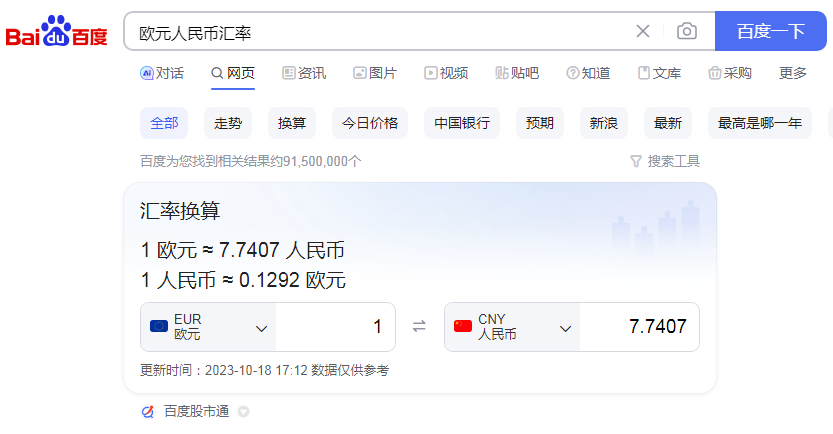 Bai du 百度 欧元人民币汇率 百度一下
Ai 对话 网页 资讯 图片 视频 贴 贴吧 知道 文库 采购 更多
全部 走势 换算 今日价格 中国银行 预期 新浪 最新 最高是哪一年
百度为您找到相关结果约91,500,000个 搜索工具
汇率换算
1 欧元 ≈ 7.7407 人民币
1 人民币 ≈ 0.1292 欧元
EUR 1 CNY 7.7407
欧元 人民币
更新时间：2023-10-18 17:12 数据仅供参考
百度股市通